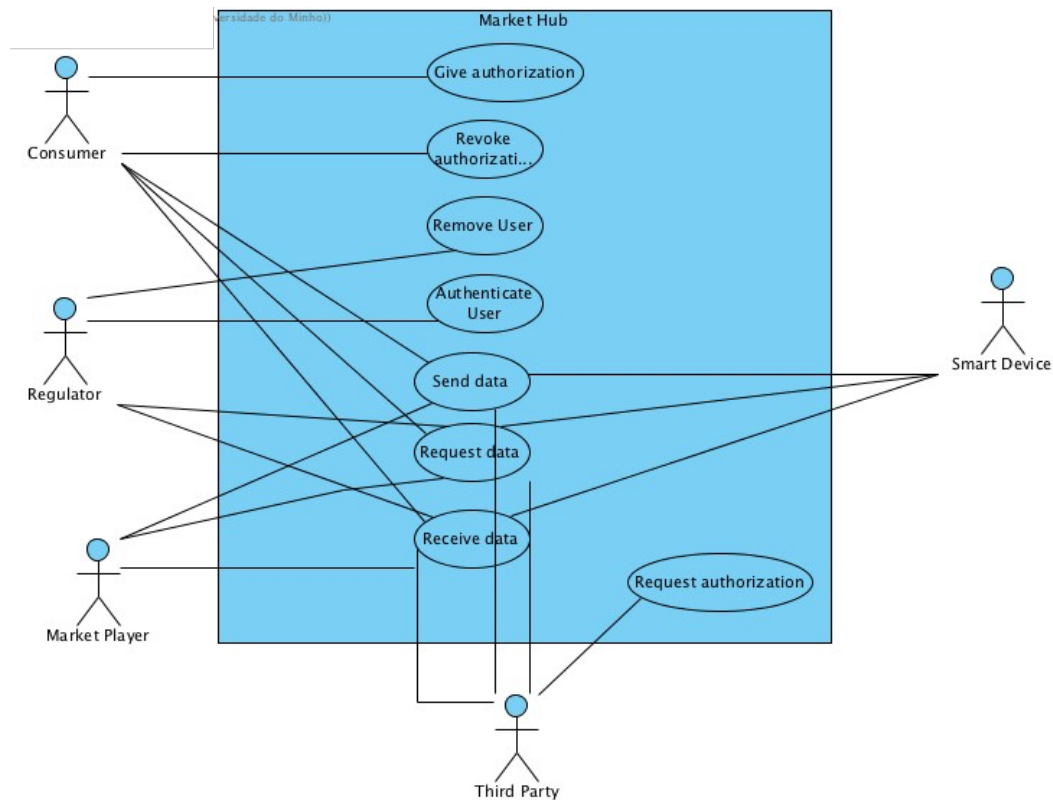 versidade do Minho))
Market Hub
Give authorization
Consumer
Revoke
authorizati...
Remove User
Authenticate
User
Regulator
Smart Device
Send data
Request data
Receive data
Market Player
Request authorization
Third Party